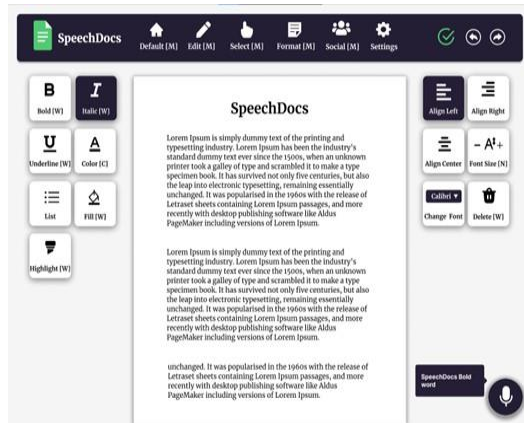 SpeechDocs
Default [M] Edit [M] Select [M] Format [M] Social [M] Settings
B I
Bold [W] Italic [W]
U A
Underline [W] Color [C]
List Fill [W]
Highlight [W]
SpeechDocs
Lorem Ipsum is simply dummy text of the printing and
typesetting industry. Lorem Ipsum has been the industry's
standard dummy text ever since the 1500s, when an unknown
printer took a galley of type and scrambled it to make a type
specimen book. It has survived not only five centuries, but also
the leap into electronic typesetting, remaining essentially
unchanged. It was popularised in the 1960s with the release of
Letraset sheets containing Lorem Ipsum passages, and more
recently with desktop publishing software like Aldus
PageMaker including versions of Lorem Ipsum.
Lorem Ipsum is simply dummy text of the printing and
typesetting industry. Lorem Ipsum has been the industry's
standard dummy text ever since the 1500s, when an unknown
printer took a galley of type and scrambled it to make a type
specimen book. It has survived not only five centuries, but also
the leap into electronic typesetting, remaining essentially
unchanged. It was popularised in the 1960s with the release of
Letraset sheets containing Lorem Ipsum passages, and more
recently with desktop publishing software like Aldus
PageMaker including versions of Lorem Ipsum.
unchanged. It was popularised in the 1960s with the release of
Letraset sheets containing Lorem Ipsum passages, and more
recently with desktop publishing software like Aldus
PageMaker including versions of Lorem Ipsum.
Align Left Align Right
- A +
Align Center Font Size [N]
Calibri
Change Font Delete [W]
SpeechDocs Bold
word